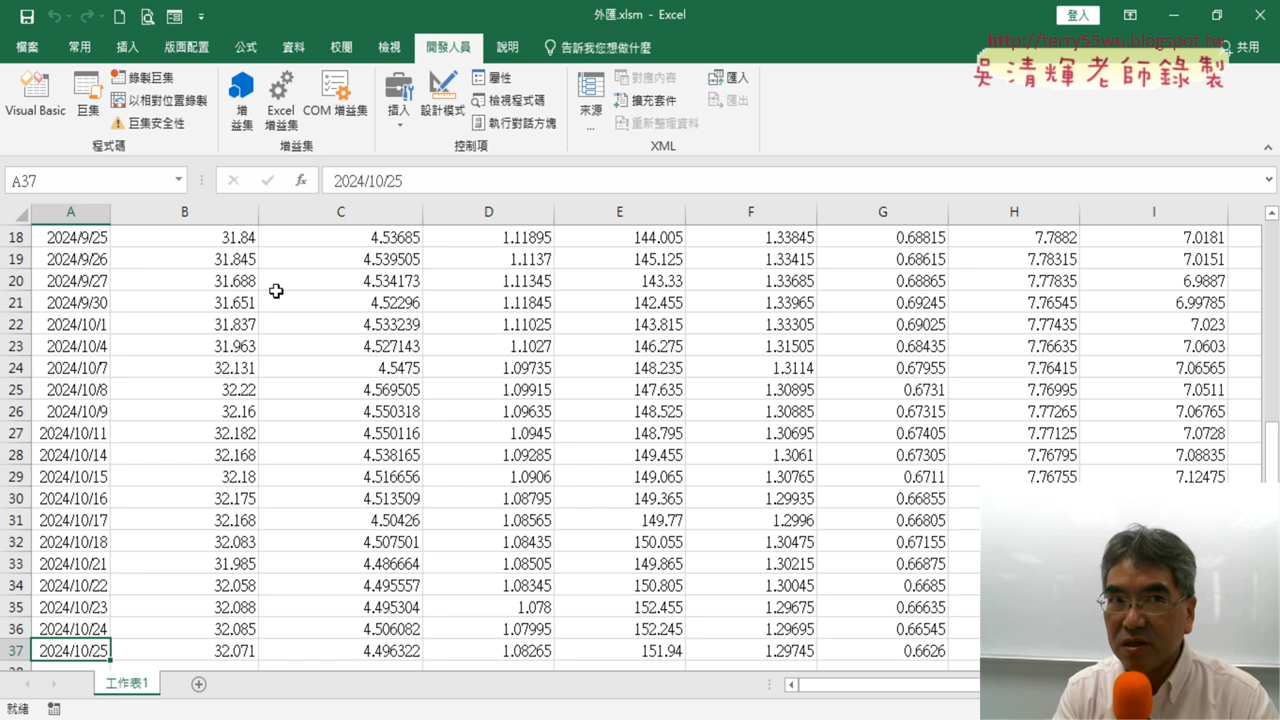 外匯.xlsm - Excel
登入
檔案 常用 插入 版面配置 公式 資料 校閱 檢視 開發人員 說明 告訴我您想做什麼 共用
http://terry55wu.blogspot.tw
吳清輝老師錄製
Visual Basic 巨集 錄製巨集 以相對位置錄製 巨集安全性
增益集 Excel 增益集 COM 增益集
插入 設計模式 屬性 檢視程式碼 執行對話方塊
來源 ... 對應內容 擴充套件 重新整理資料 匯入 匯出
程式碼 增益集 控制項 XML
A37 fx 2024/10/25
A B C D E F G H I
18 2024/9/25 31.84 4.53685 1.11895 144.005 1.33845 0.68815 7.7882 7.0181
19 2024/9/26 31.845 4.539505 1.1137 145.125 1.33415 0.68615 7.78315 7.0151
20 2024/9/27 31.688 4.534173 1.11345 143.33 1.33685 0.68865 7.77835 6.9887
21 2024/9/30 31.651 4.52296 1.11845 142.455 1.33965 0.69245 7.76545 6.99785
22 2024/10/1 31.837 4.533239 1.11025 143.815 1.33305 0.69025 7.77435 7.023
23 2024/10/4 31.963 4.527143 1.1027 146.275 1.31505 0.68435 7.76635 7.0603
24 2024/10/7 32.131 4.5475 1.09735 148.235 1.3114 0.67955 7.76415 7.06565
25 2024/10/8 32.22 4.569505 1.09915 147.635 1.30895 0.6731 7.76995 7.0511
26 2024/10/9 32.16 4.550318 1.09635 148.525 1.30885 0.67315 7.77265 7.06765
27 2024/10/11 32.182 4.550116 1.0945 148.795 1.30695 0.67405 7.77125 7.0728
28 2024/10/14 32.168 4.538165 1.09285 149.455 1.3061 0.67305 7.76795 7.08835
29 2024/10/15 32.18 4.516656 1.0906 149.065 1.30765 0.6711 7.76755 7.12475
30 2024/10/16 32.175 4.513509 1.08795 149.365 1.29935 0.66855
31 2024/10/17 32.168 4.50426 1.08565 149.77 1.2996 0.66805
32 2024/10/18 32.083 4.507501 1.08435 150.055 1.30475 0.67155
33 2024/10/21 31.985 4.486664 1.08505 149.865 1.30215 0.66875
34 2024/10/22 32.058 4.495557 1.08345 150.805 1.30045 0.6685
35 2024/10/23 32.088 4.495304 1.078 152.455 1.29675 0.66635
36 2024/10/24 32.085 4.506082 1.07995 152.245 1.29695 0.66545
37 2024/10/25 32.071 4.496322 1.08265 151.94 1.29745 0.6626
工作表1
就緒